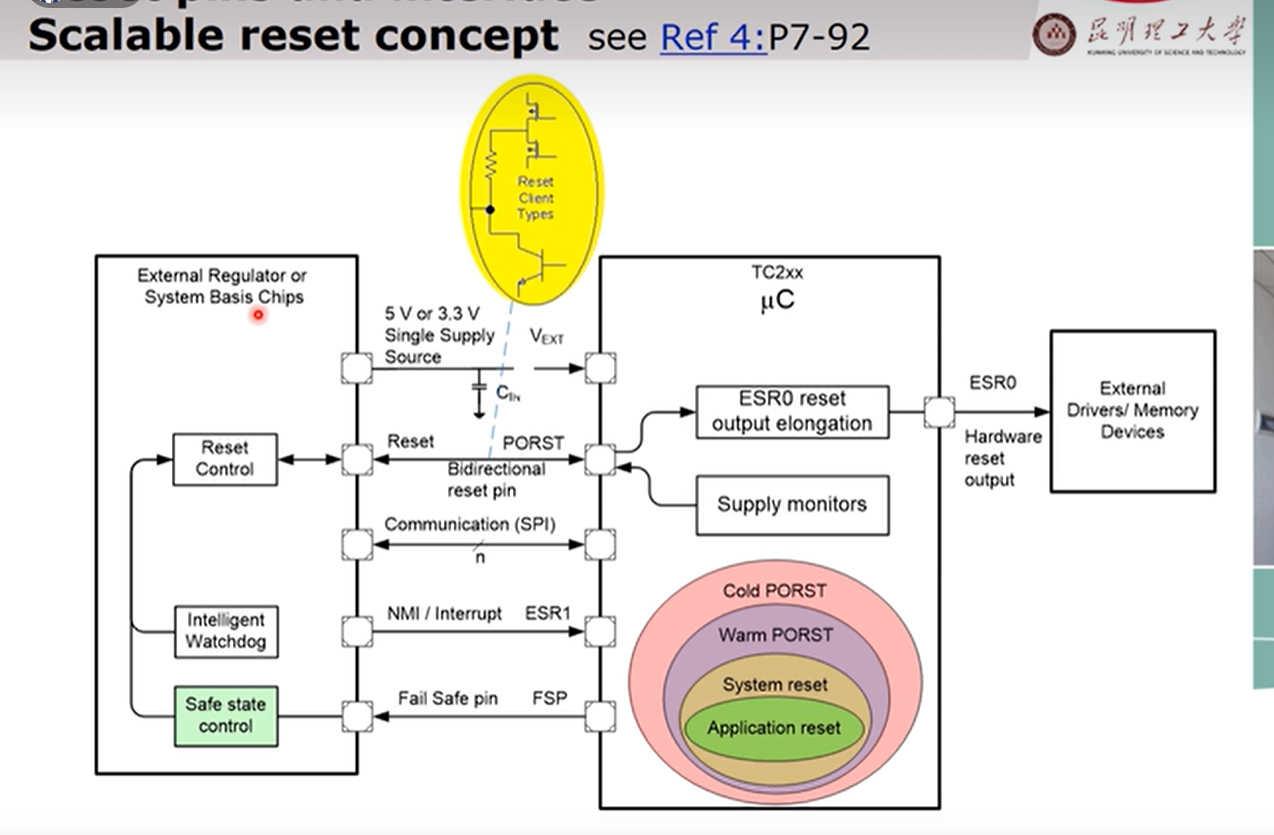 Scalable reset concept see Ref 4:P7-92
昆明理工大学
KUNMING UNIVERSITY OF SCIENCE AND TECHNOLOGY
Reset
Client
Types
External Regulator or
System Basis Chips
5 V or 3.3 V
Single Supply
Source
VEXT
CIN
TC2xx
µC
Reset
Control
Reset
PORST
Bidirectional
reset pin
ESR0 reset
output elongation
Supply monitors
ESR0
Hardware
reset
output
External
Drivers/ Memory
Devices
Communication (SPI)
n
Intelligent
Watchdog
NMI / Interrupt
ESR1
Safe state
control
Fail Safe pin
FSP
Cold PORST
Warm PORST
System reset
Application reset